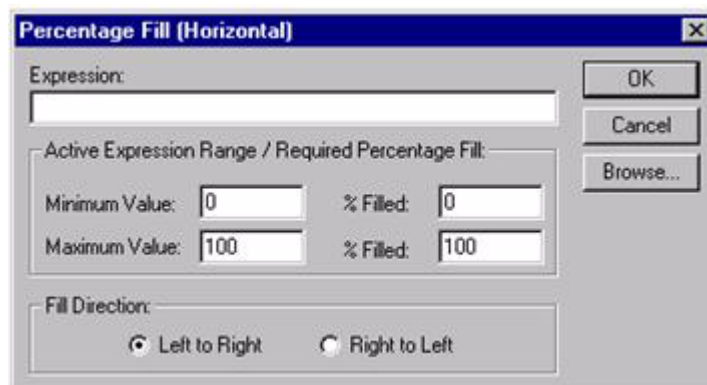 Percentage Fill (Horizontal)
Expression:
OK
Cancel
Browse...
Active Expression Range / Required Percentage Fill:
Minimum Value: 0 % Filled: 0
Maximum Value: 100 % Filled: 100
Fill Direction:
Left to Right Right to Left